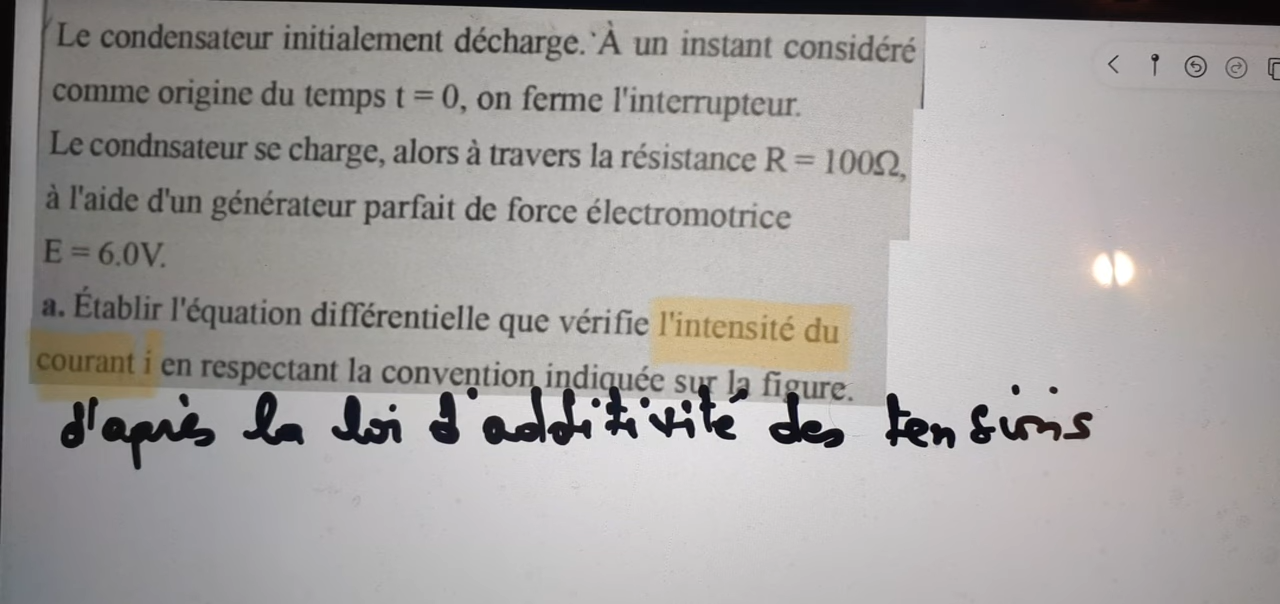 Le condensateur initialement décharge. À un instant considéré
comme origine du temps t = 0, on ferme l'interrupteur.
Le condnsateur se charge, alors à travers la résistance R = 100Ω,
à l'aide d'un générateur parfait de force électromotrice
E = 6.0V.
a. Établir l'équation différentielle que vérifie l'intensité du
courant i en respectant la convention indiquée sur la figure.
d'après la loi d'additivité des tensions